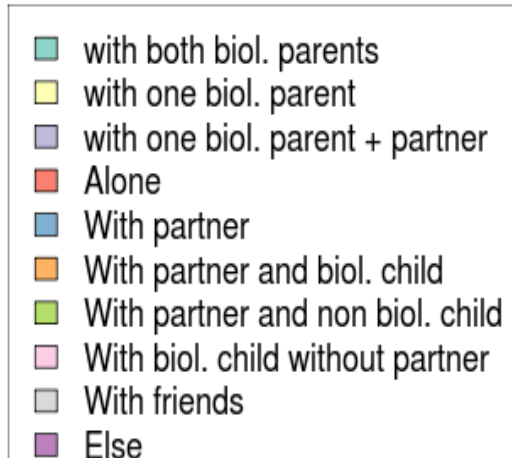 with both biol. parents
with one biol. parent
with one biol. parent + partner
Alone
With partner
With partner and biol. child
With partner and non biol. child
With biol. child without partner
With friends
Else